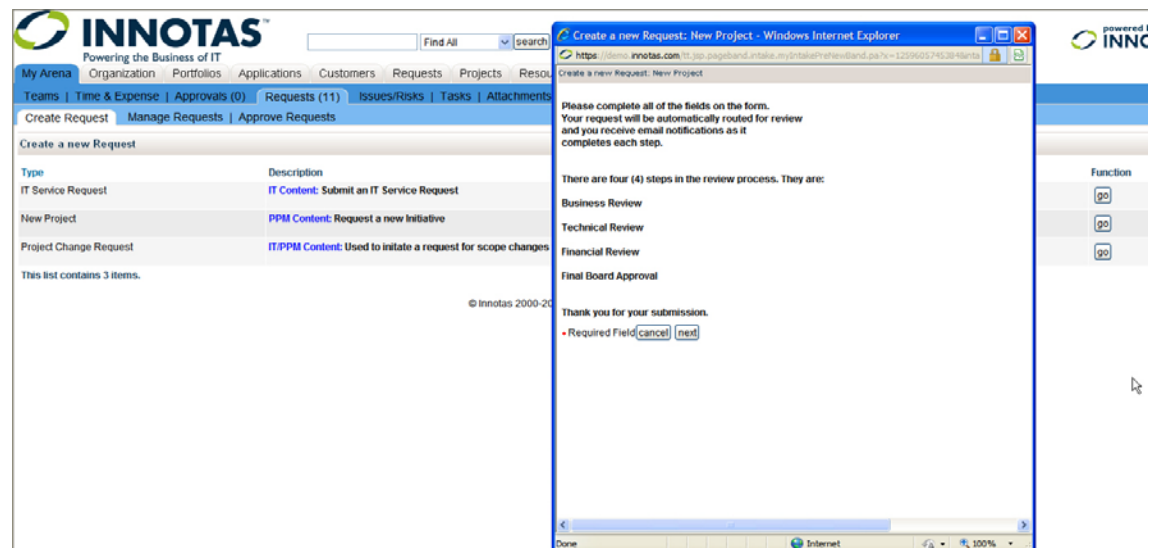 INNOTAS™
Powering the Business of IT
Find All
search
My Arena Organization Portfolios Applications Customers Requests Projects
Teams | Time & Expense | Approvals (0) Requests (11) Issues/Risks | Tasks | Attachments
Create Request Manage Requests | Approve Requests
Create a new Request
Type Description Function
IT Service Request IT Content: Submit an IT Service Request go
New Project PPM Content: Request a new Initiative go
Project Change Request IT/PPM Content: Used to initate a request for scope changes go
This list contains 3 items.
© Innotas
Create a new Request: New Project - Windows Internet Explorer
Create a new Request: New Project
Please complete all of the fields on the form.
Your request will be automatically routed for review
and you receive email notifications as it
completes each step.
There are four (4) steps in the review process. They are:
Business Review
Technical Review
Financial Review
Final Board Approval
Thank you for your submission.
• Required Field cancel next
Done Internet 100%
powered